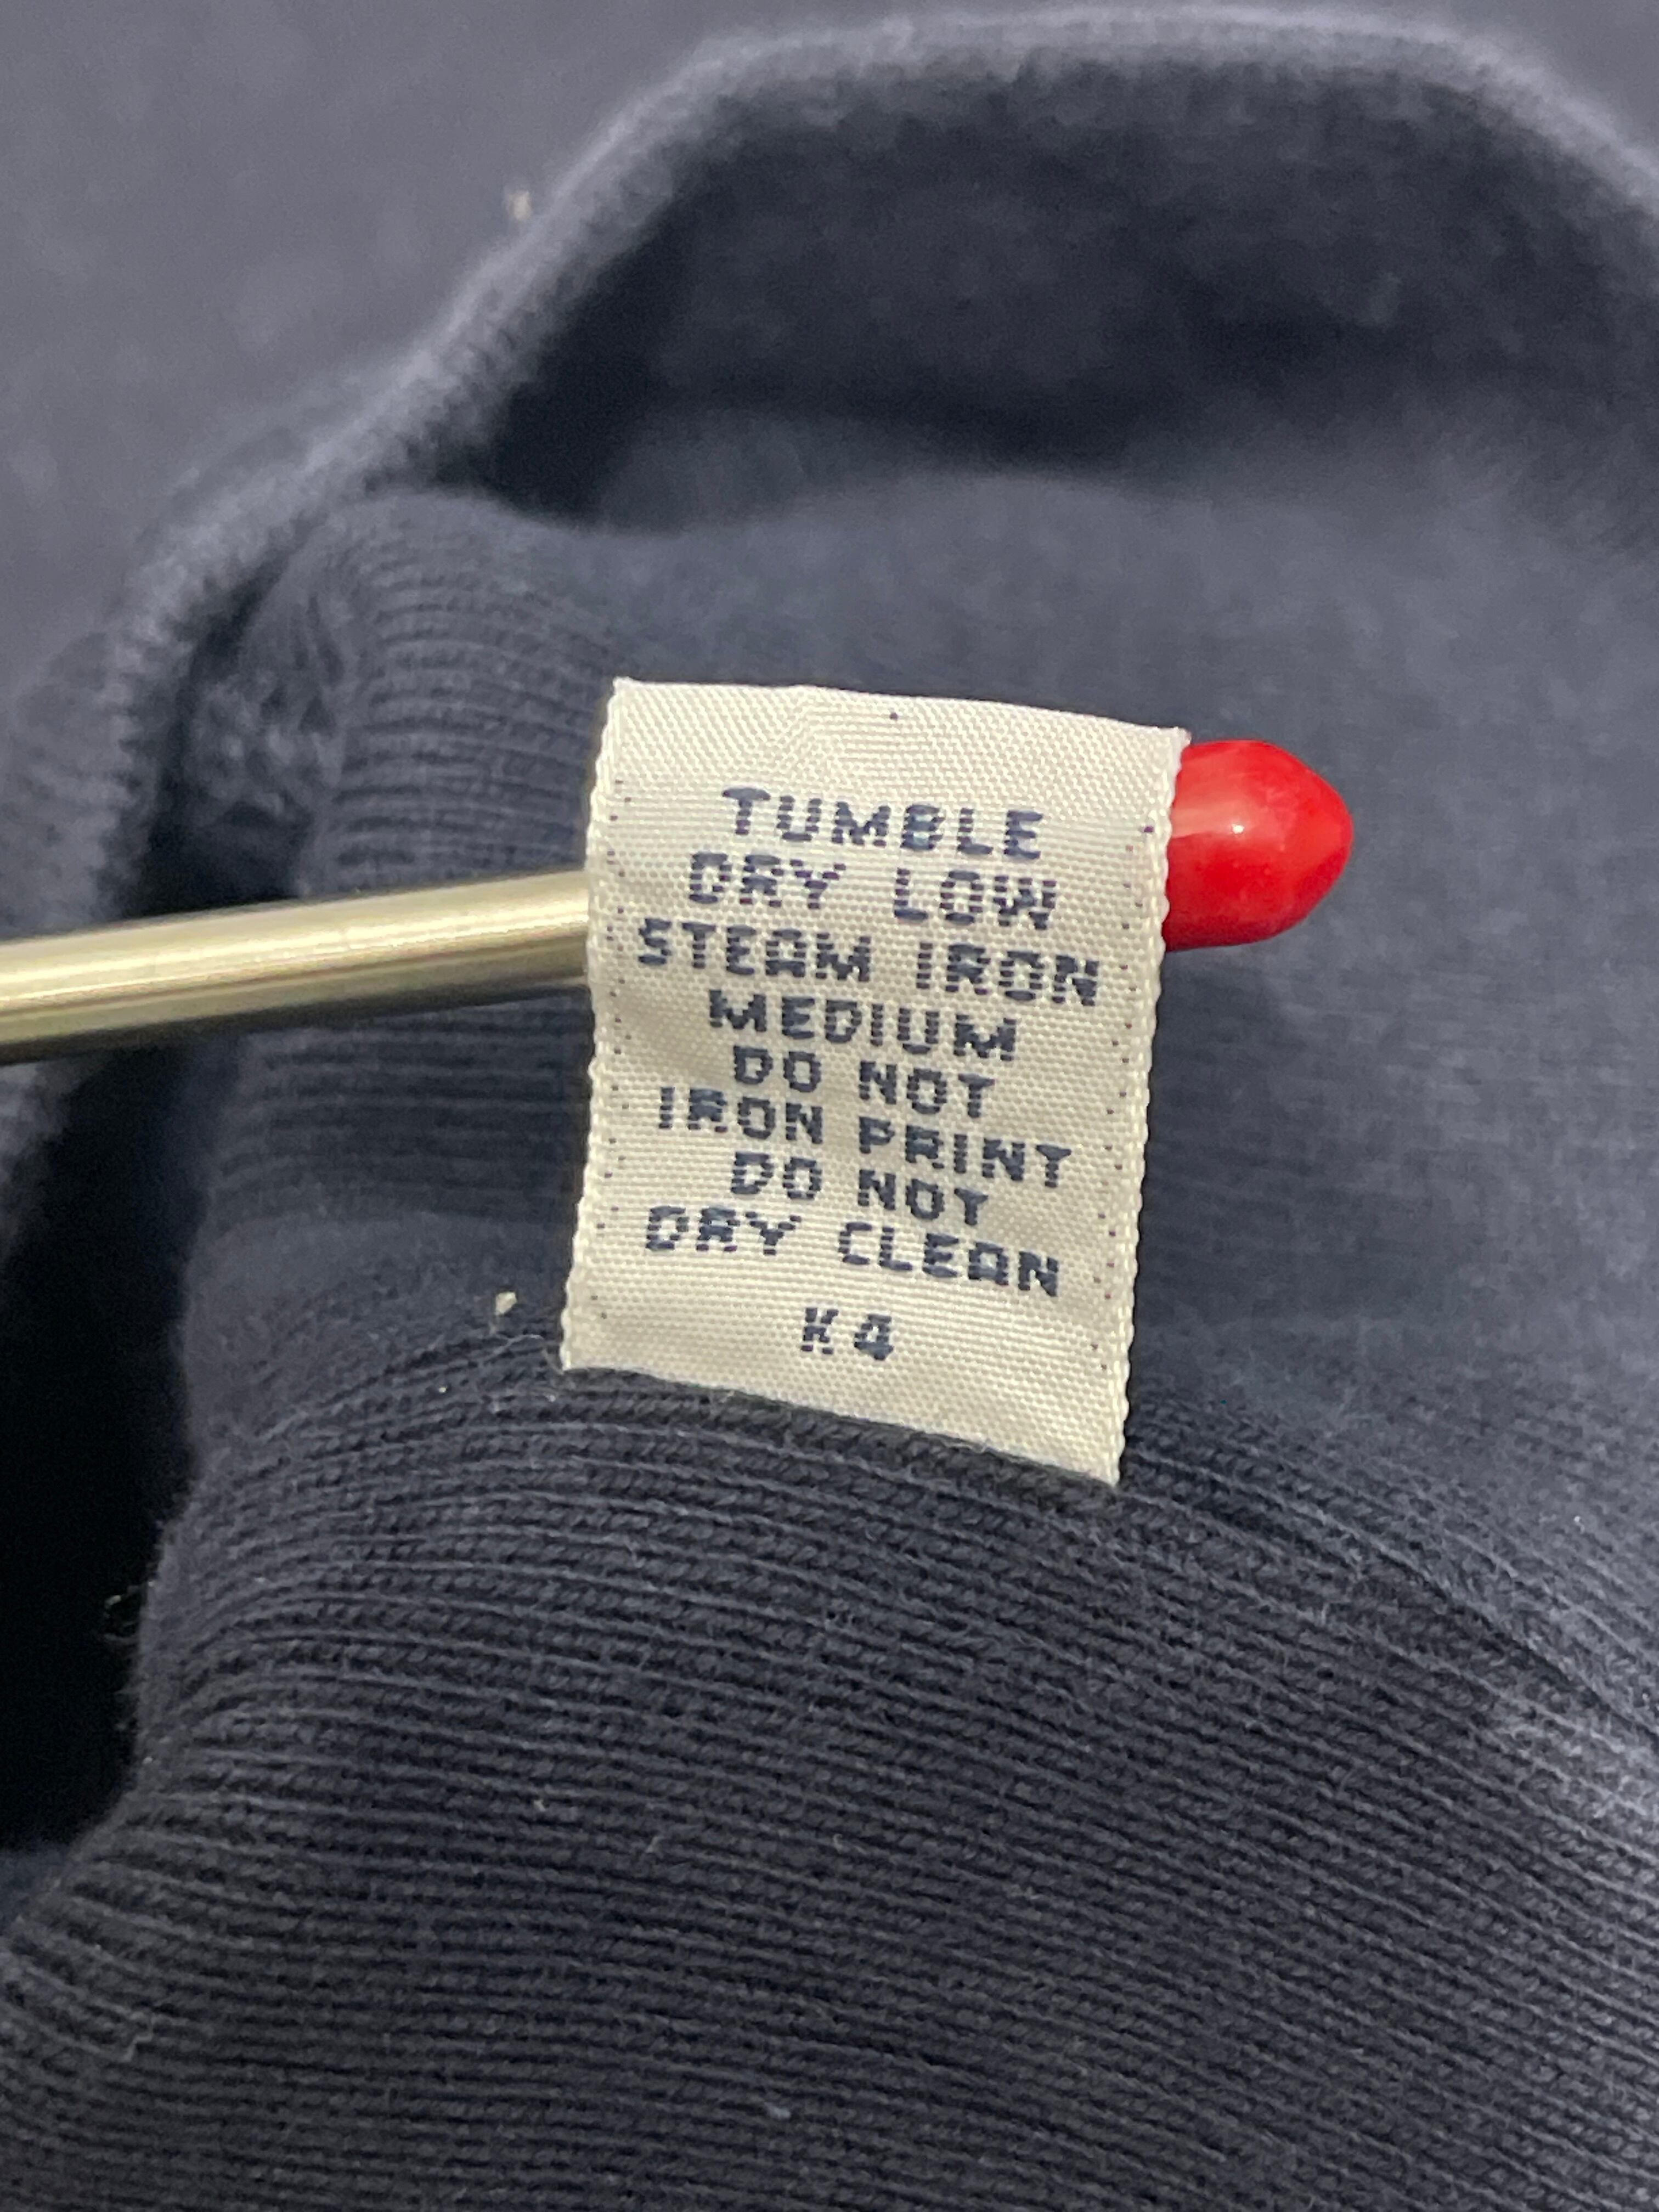 TUMBLE
DRY LOW
STEAM IRON
MEDIUM
DO NOT
IRON PRINT
DO NOT
DRY CLEAN
K4